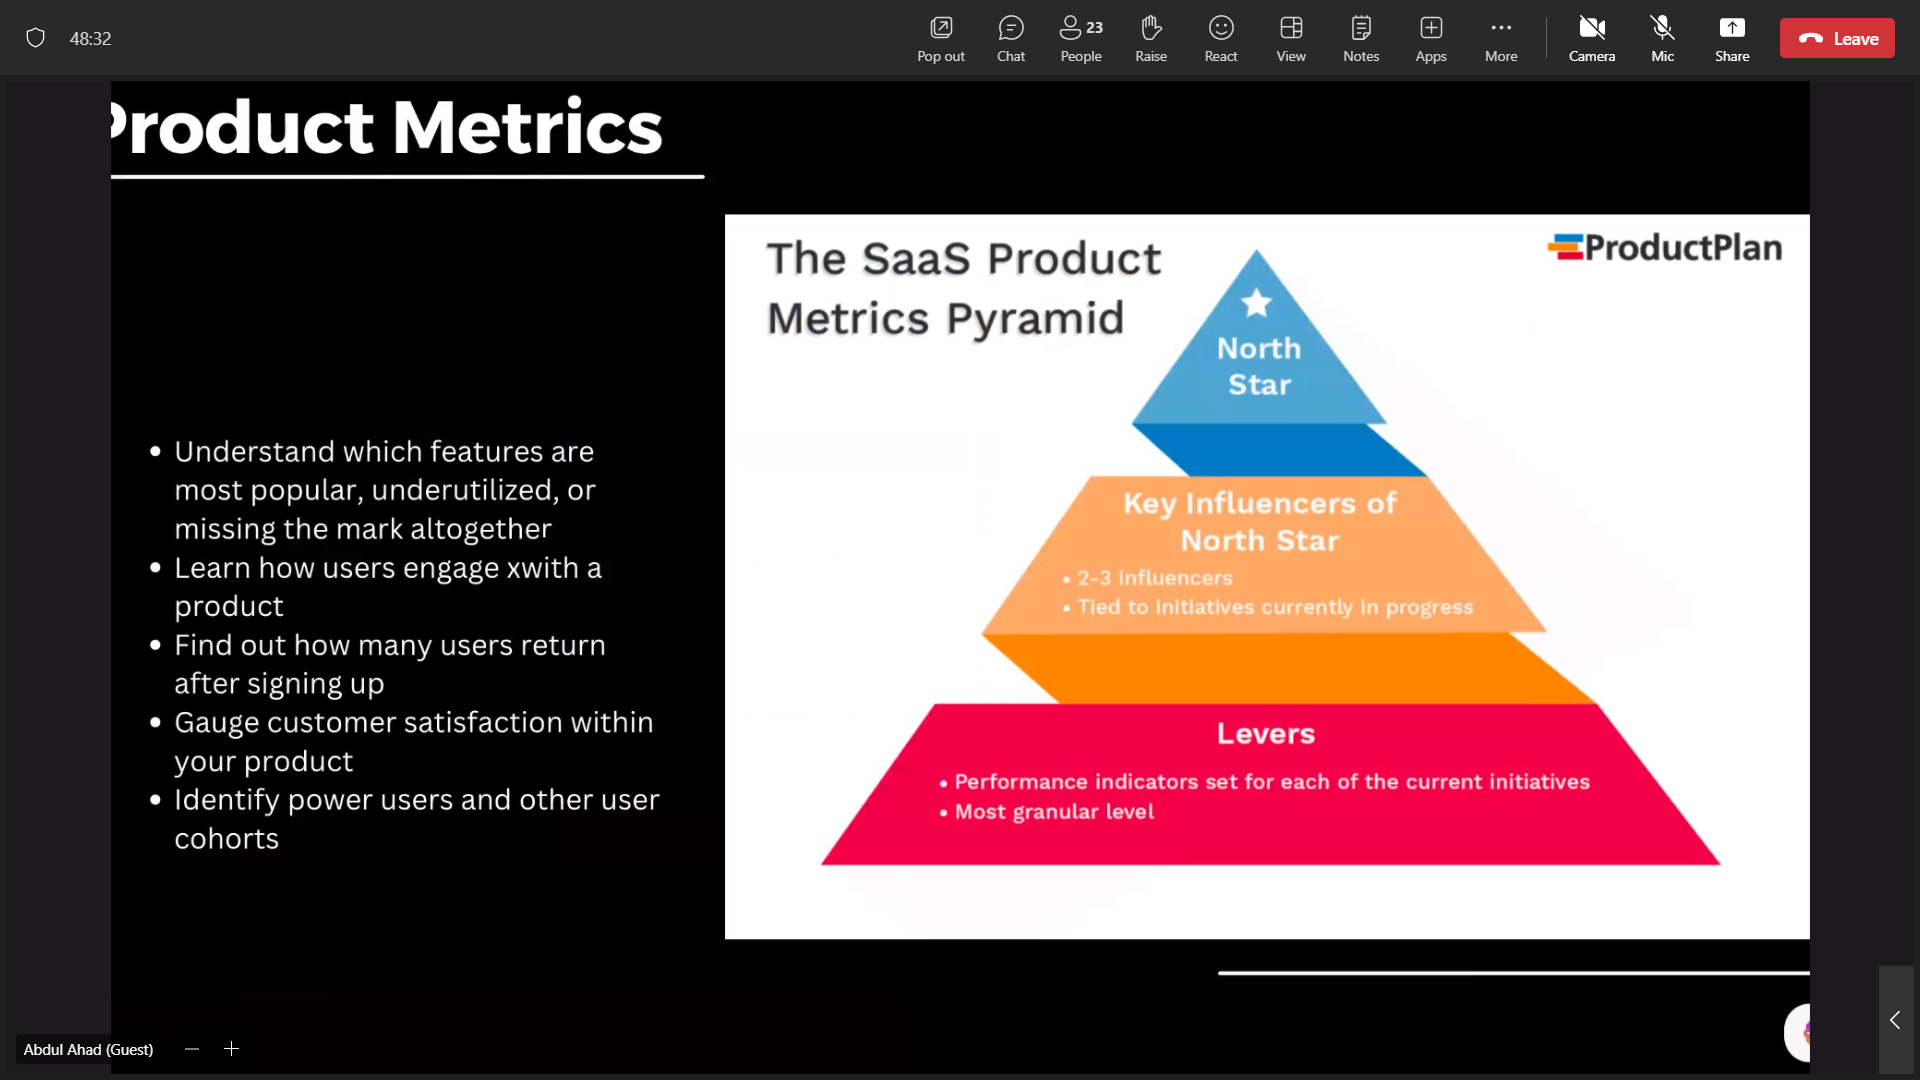 48:32
Pop out
Chat
23
People
Raise
React
View
Notes
Apps
More
Camera
Mic
Share
Leave
Product Metrics
• Understand which features are
most popular, underutilized, or
missing the mark altogether
• Learn how users engage xwith a
product
• Find out how many users return
after signing up
• Gauge customer satisfaction within
your product
• Identify power users and other user
cohorts
The SaaS Product
Metrics Pyramid
ProductPlan
North
Star
Key Influencers of
North Star
• 2-3 influencers
• Tied to initiatives currently in progress
Levers
• Performance indicators set for each of the current initiatives
• Most granular level
Abdul Ahad (Guest)